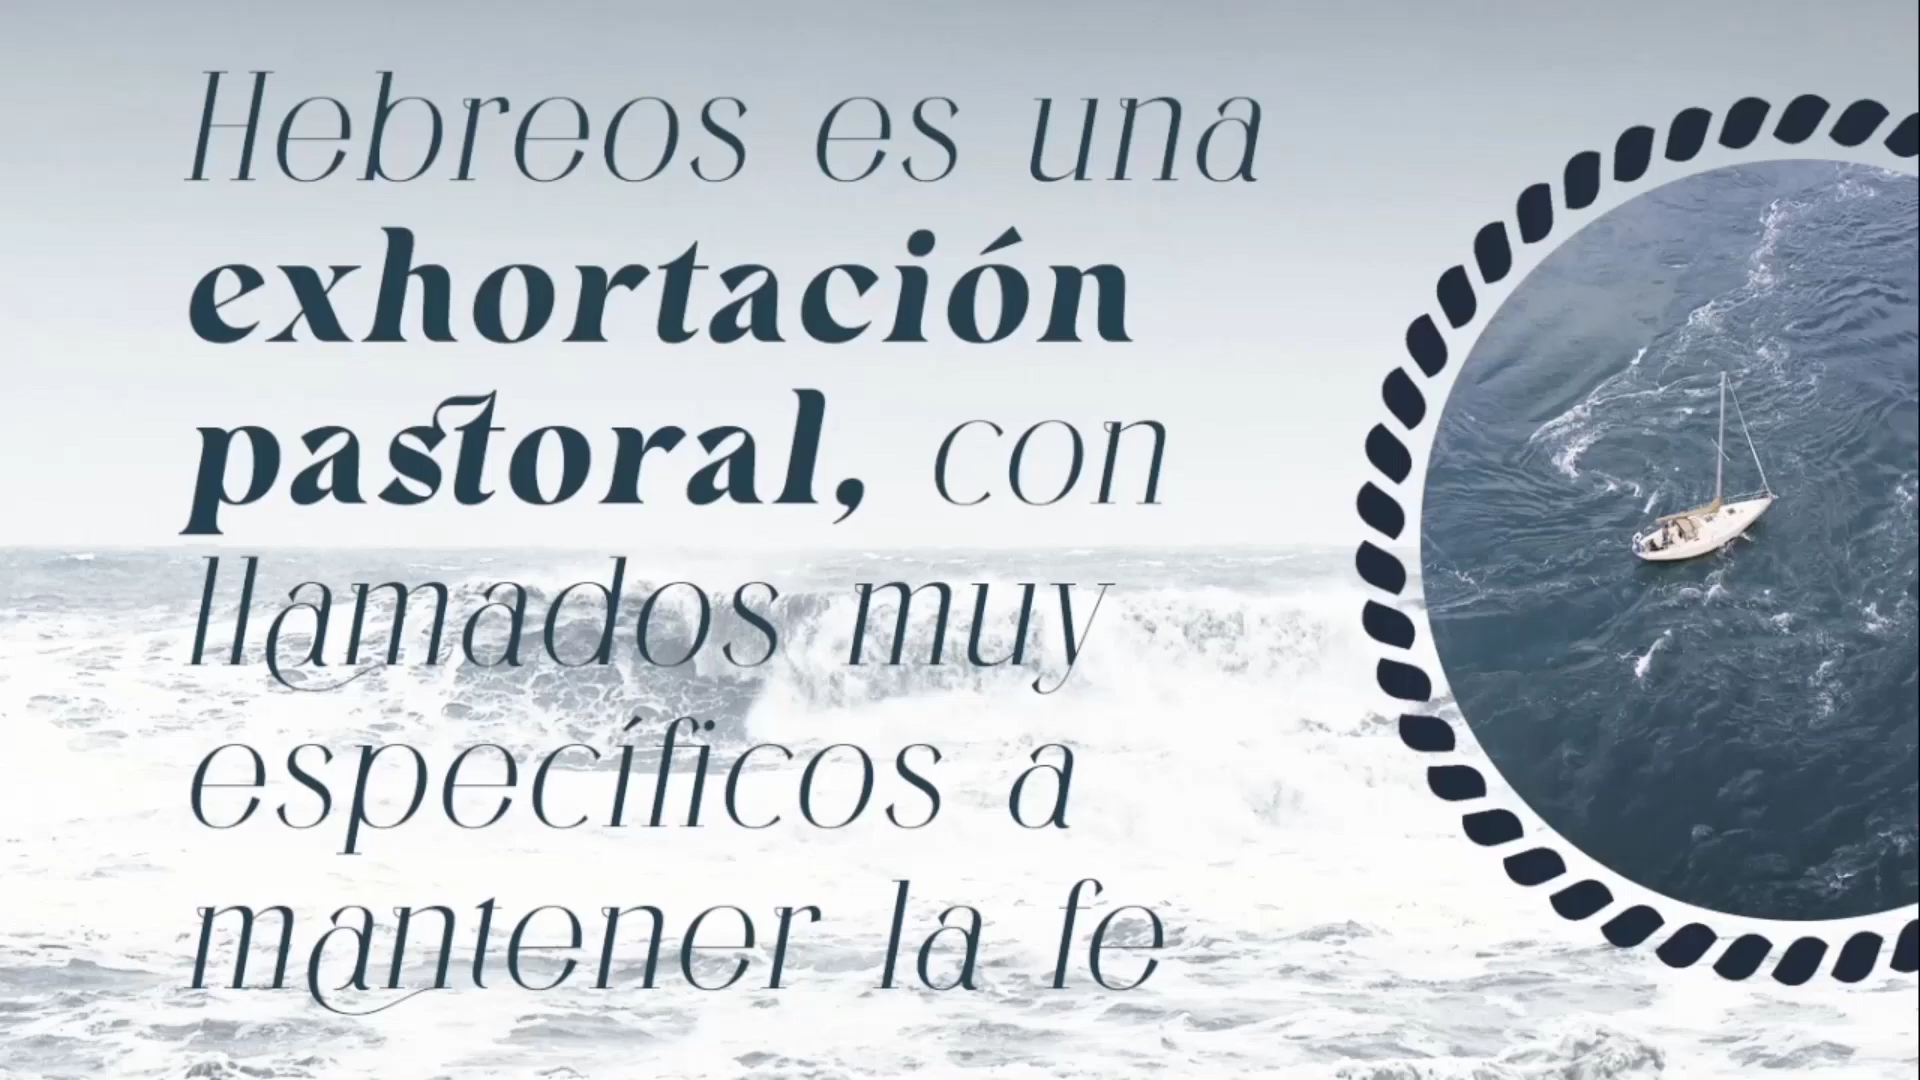 Hebreos es una
exhortación
pastoral, con
llamados muy
específicos a
mantener la fe